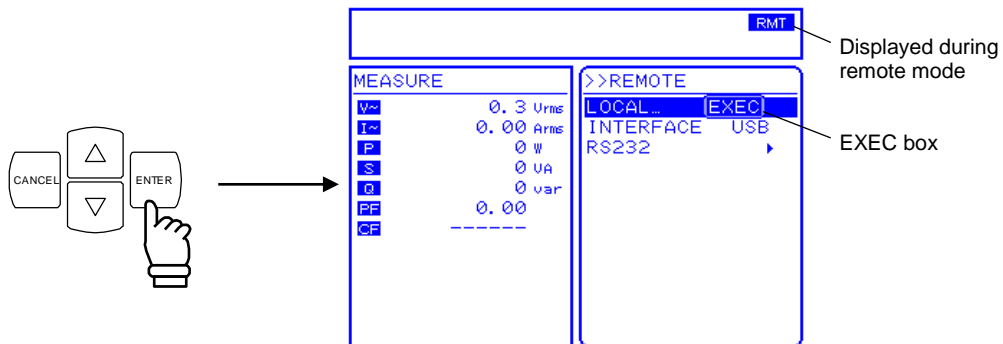 RMT
Displayed during
remote mode
MEASURE
V~ 0.3 Vrms
I~ 0.00 Arms
P 0 W
S 0 VA
Q 0 var
PF 0.00
CF ------
>>REMOTE
LOCAL… EXEC
INTERFACE USB
RS232
EXEC box
CANCEL
ENTER